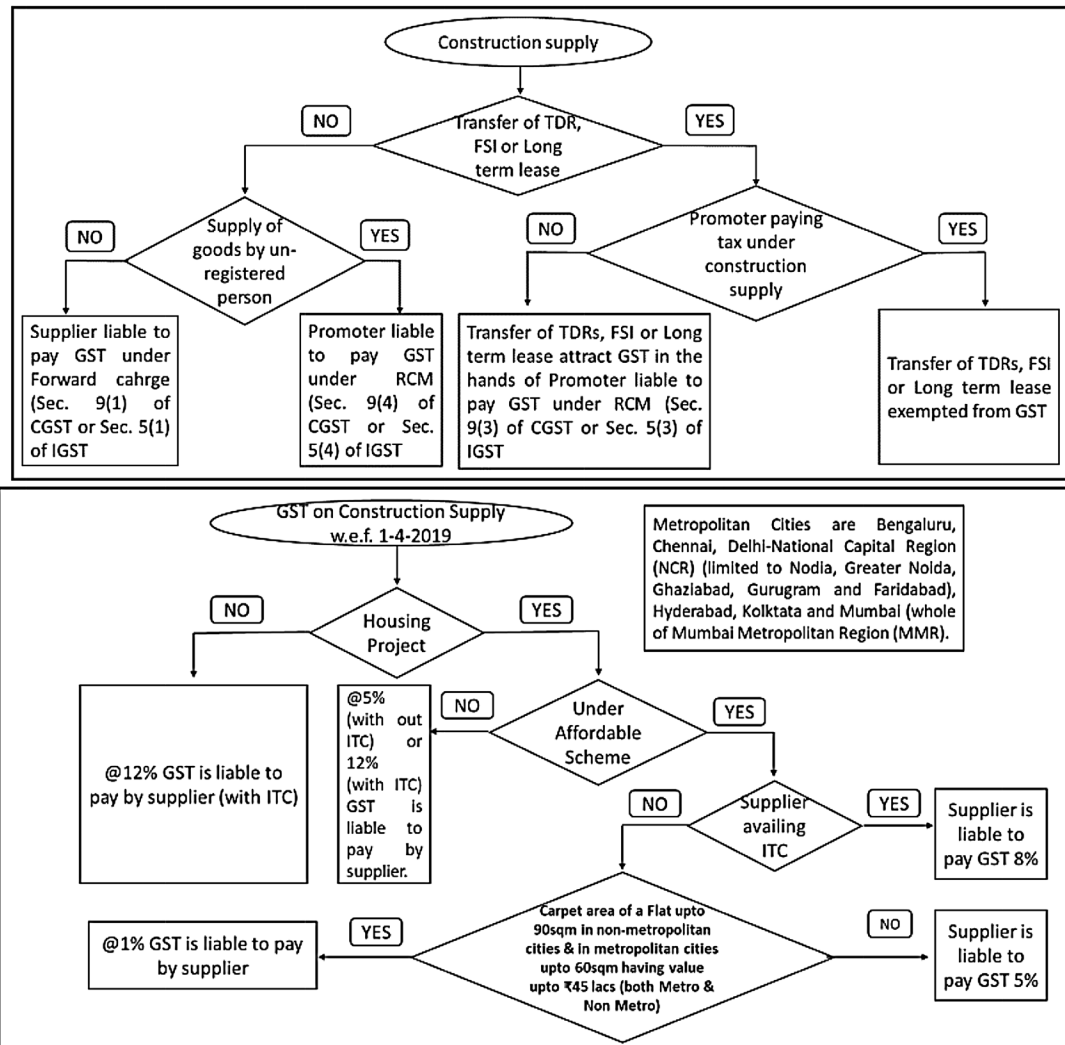 Construction supply
NO
YES
Transfer of TDR,
FSI or Long
term lease
NO
Supply of
goods by un-
registered
person
YES
NO
Promoter paying
tax under
construction
supply
YES
Supplier liable to
pay GST under
Forward cahrge
(Sec. 9(1) of
CGST or Sec. 5(1)
of IGST
Promoter liable
to pay GST
under RCM
(Sec. 9(4) of
CGST or Sec.
5(4) of IGST
Transfer of TDRs, FSI or Long
term lease attract GST in the
hands of Promoter liable to
pay GST under RCM (Sec.
9(3) of CGST or Sec. 5(3) of
IGST
Transfer of TDRs, FSI
or Long term lease
exempted from GST
GST on Construction Supply
w.e.f. 1-4-2019
Metropolitan Cities are Bengaluru,
Chennai, Delhi-National Capital Region
(NCR) (limited to Nodia, Greater Noida,
Ghaziabad, Gurugram and Faridabad),
Hyderabad, Kolktata and Mumbai (whole
of Mumbai Metropolitan Region (MMR).
NO
YES
Housing
Project
@12% GST is liable to
pay by supplier (with ITC)
@5%
(with out
ITC) or
12%
(with ITC)
GST is
liable to
pay by
supplier.
NO
Under
Affordable
Scheme
YES
NO
Supplier
availing
ITC
YES
Supplier is
liable to
pay GST 8%
@1% GST is liable to pay
by supplier
YES
Carpet area of a Flat upto
90sqm in non-metropolitan
cities & in metropolitan cities
upto 60sqm having value
upto ₹45 lacs (both Metro &
Non Metro)
NO
Supplier is
liable to
pay GST 5%